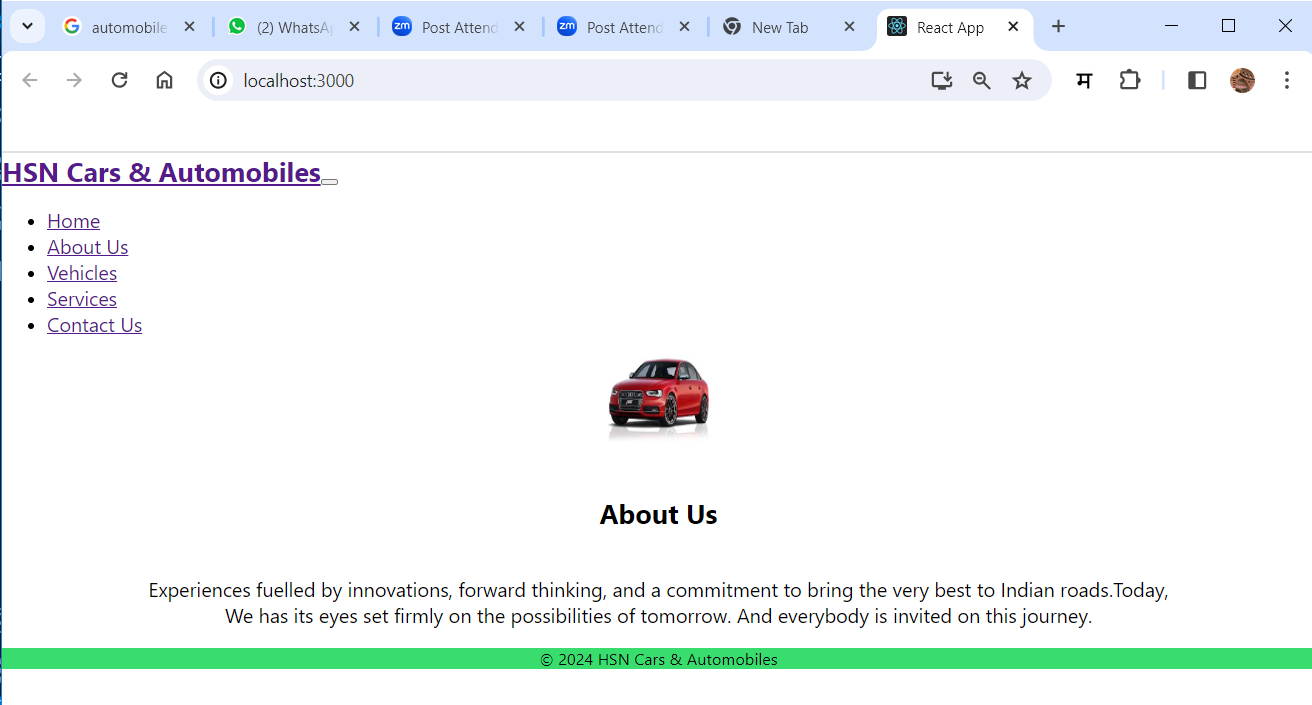 automobile
(2) WhatsAp
zm
Post Attend
zm
Post Attend
New Tab
React App
localhost:3000
म
HSN Cars & Automobiles
Home
About Us
Vehicles
Services
Contact Us
About Us
Experiences fuelled by innovations, forward thinking, and a commitment to bring the very best to Indian roads.Today,
We has its eyes set firmly on the possibilities of tomorrow. And everybody is invited on this journey.
© 2024 HSN Cars & Automobiles